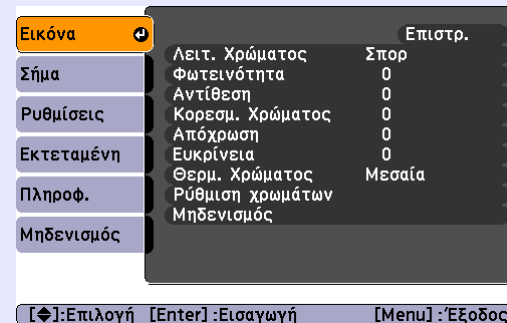 Εικόνα
Σήμα
Ρυθμίσεις
Εκτεταμένη
Πληροφ.
Μηδενισμός
Επιστρ.
Λειτ. Χρώματος Σπορ
Φωτεινότητα 0
Αντίθεση 0
Κορεσμ. Χρώματος 0
Απόχρωση 0
Ευκρίνεια 0
Θερμ. Χρώματος Μεσαία
Ρύθμιση χρωμάτων
Μηδενισμός
[◆]:Επιλογή [Enter] :Εισαγωγή [Menu] :Έξοδος